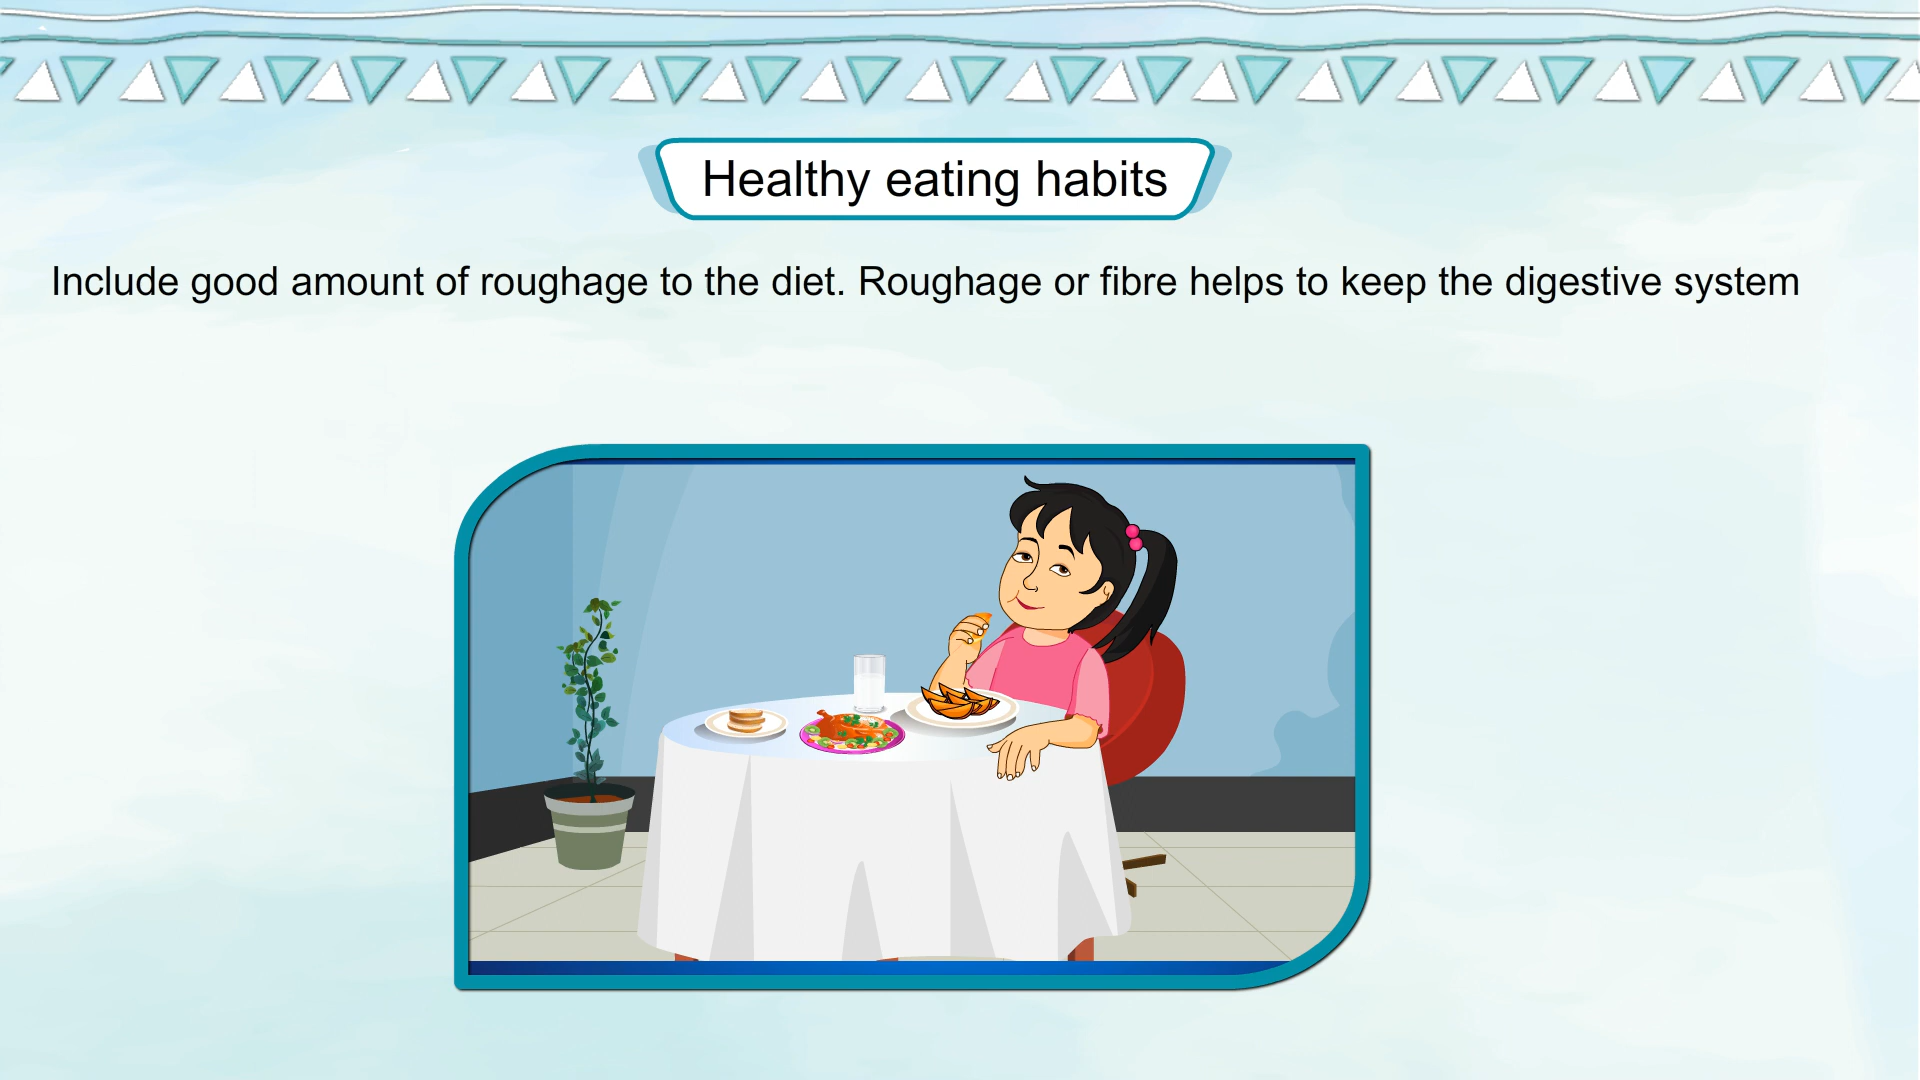 Healthy eating habits
Include good amount of roughage to the diet. Roughage or fibre helps to keep the digestive system